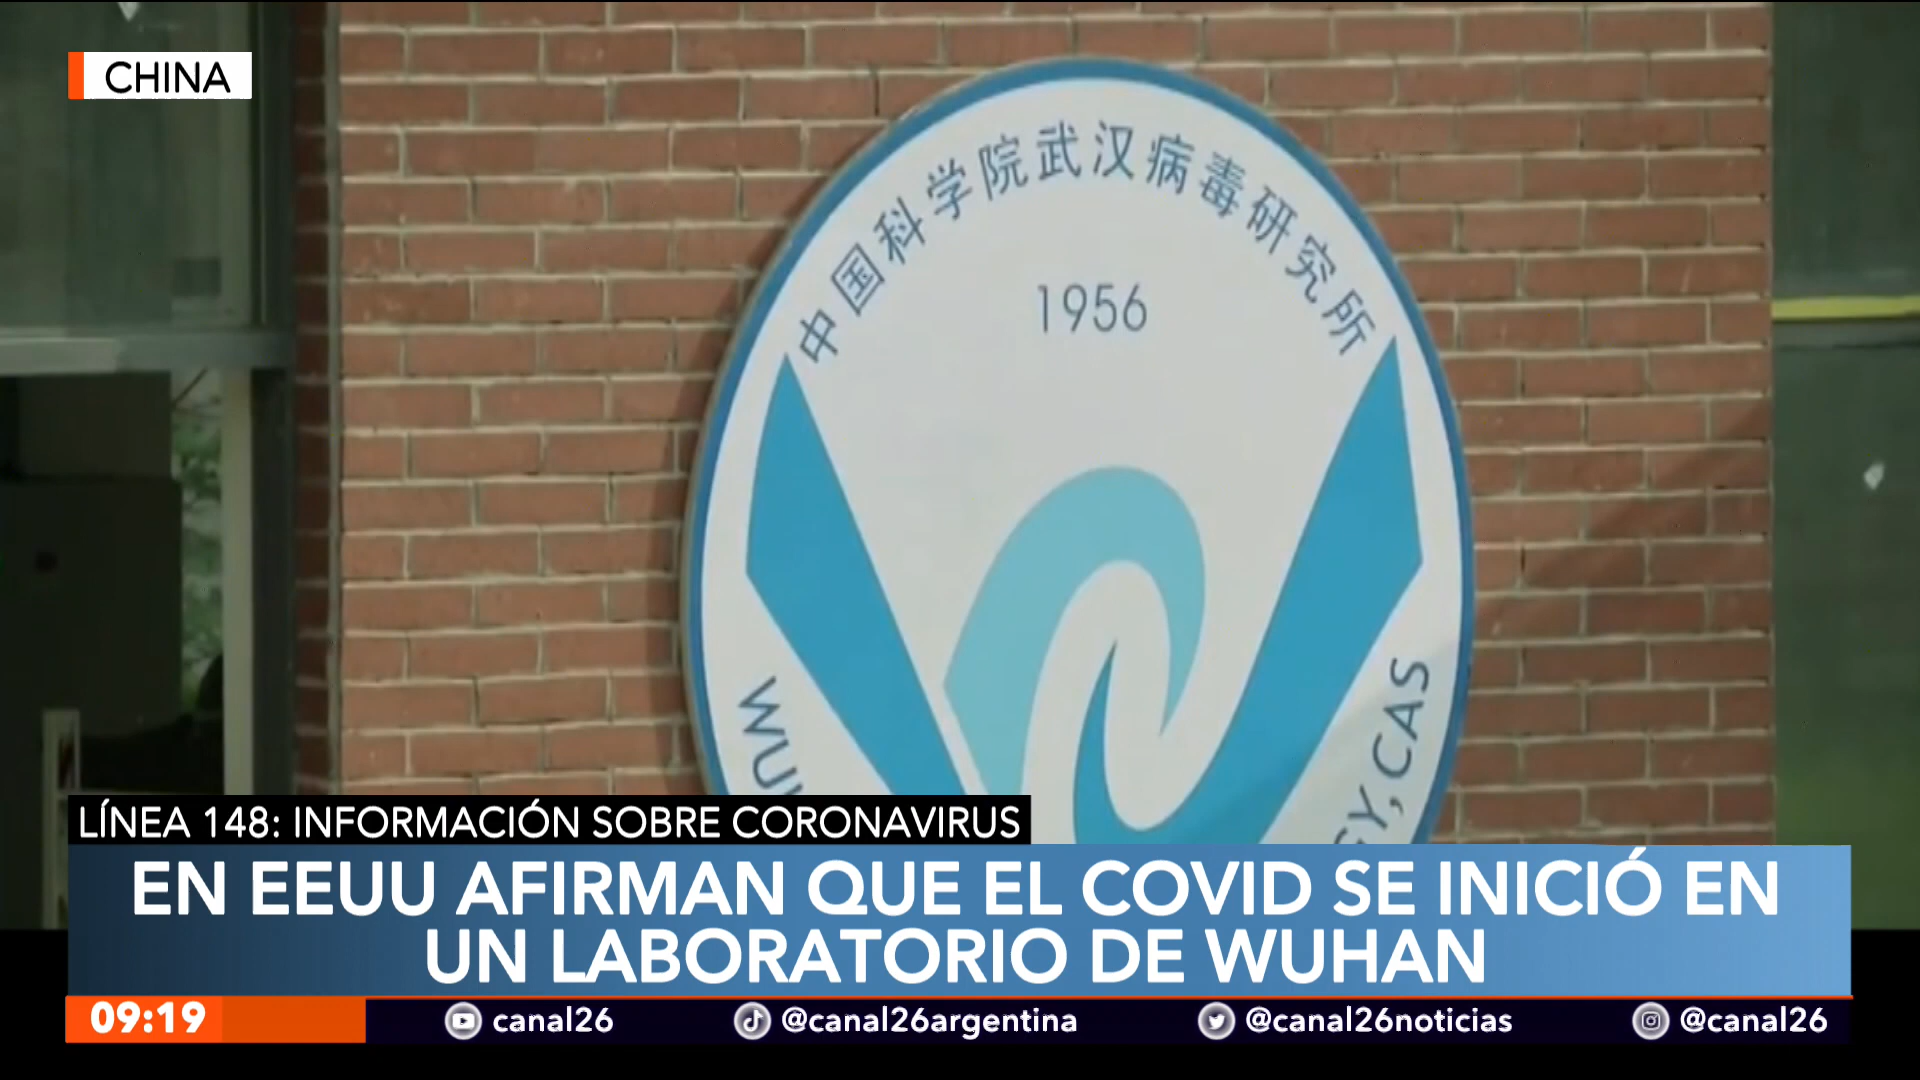 CHINA
中国科学院武汉病毒研究所
1956
CAS
LÍNEA 148: INFORMACIÓN SOBRE CORONAVIRUS
EN EEUU AFIRMAN QUE EL COVID SE INICIÓ EN
UN LABORATORIO DE WUHAN
09:19
canal26
@canal26argentina
@canal26noticias
@canal26